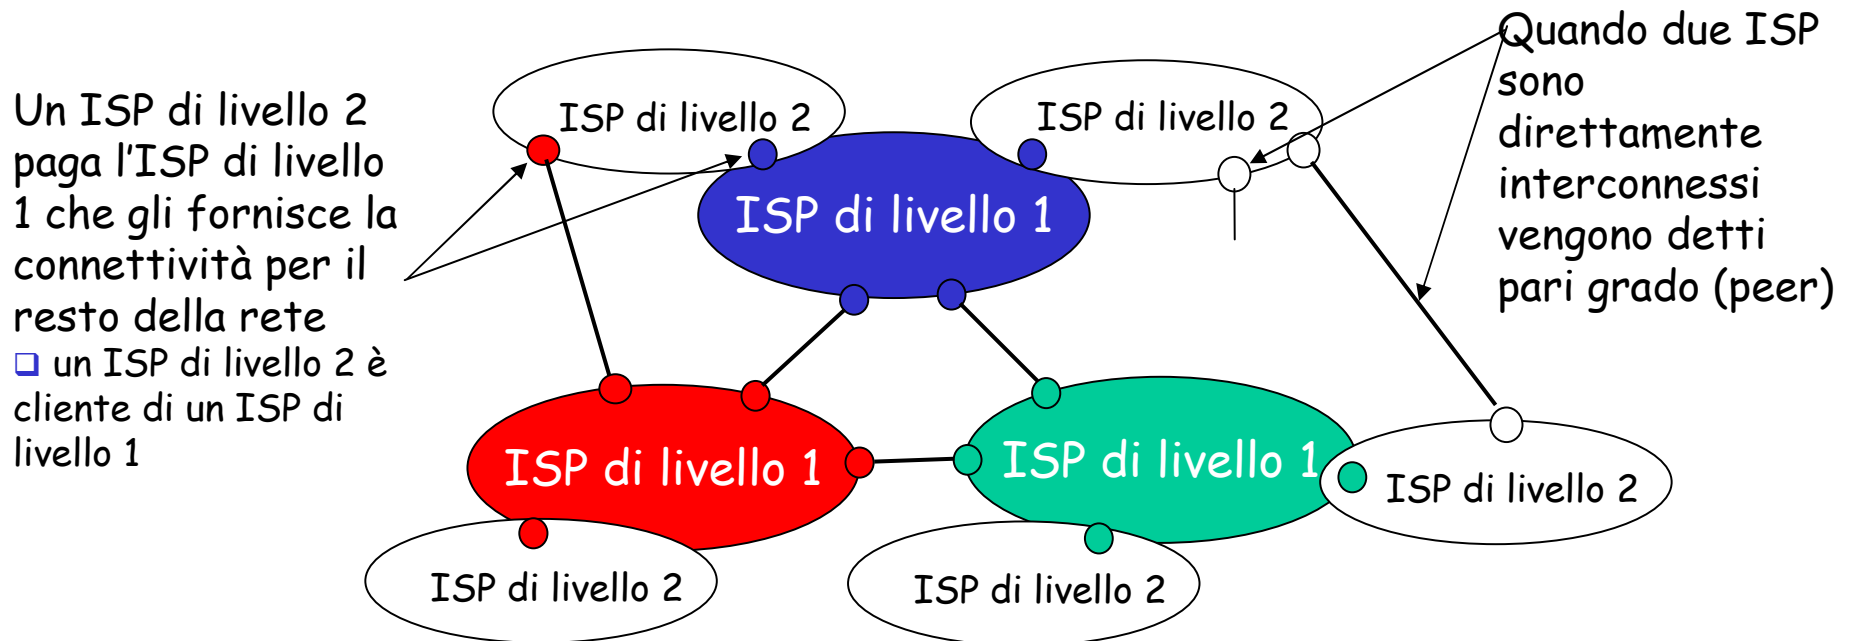 Un ISP di livello 2
paga l'ISP di livello
1 che gli fornisce la
connettività per il
resto della rete
un ISP di livello 2 è
cliente di un ISP di
livello 1
ISP di livello 2
ISP di livello 2
ISP di livello 1
Quando due ISP
sono
direttamente
interconnessi
vengono detti
pari grado (peer)
ISP di livello 1
ISP di livello 1
ISP di livello 2
ISP di livello 2
ISP di livello 2